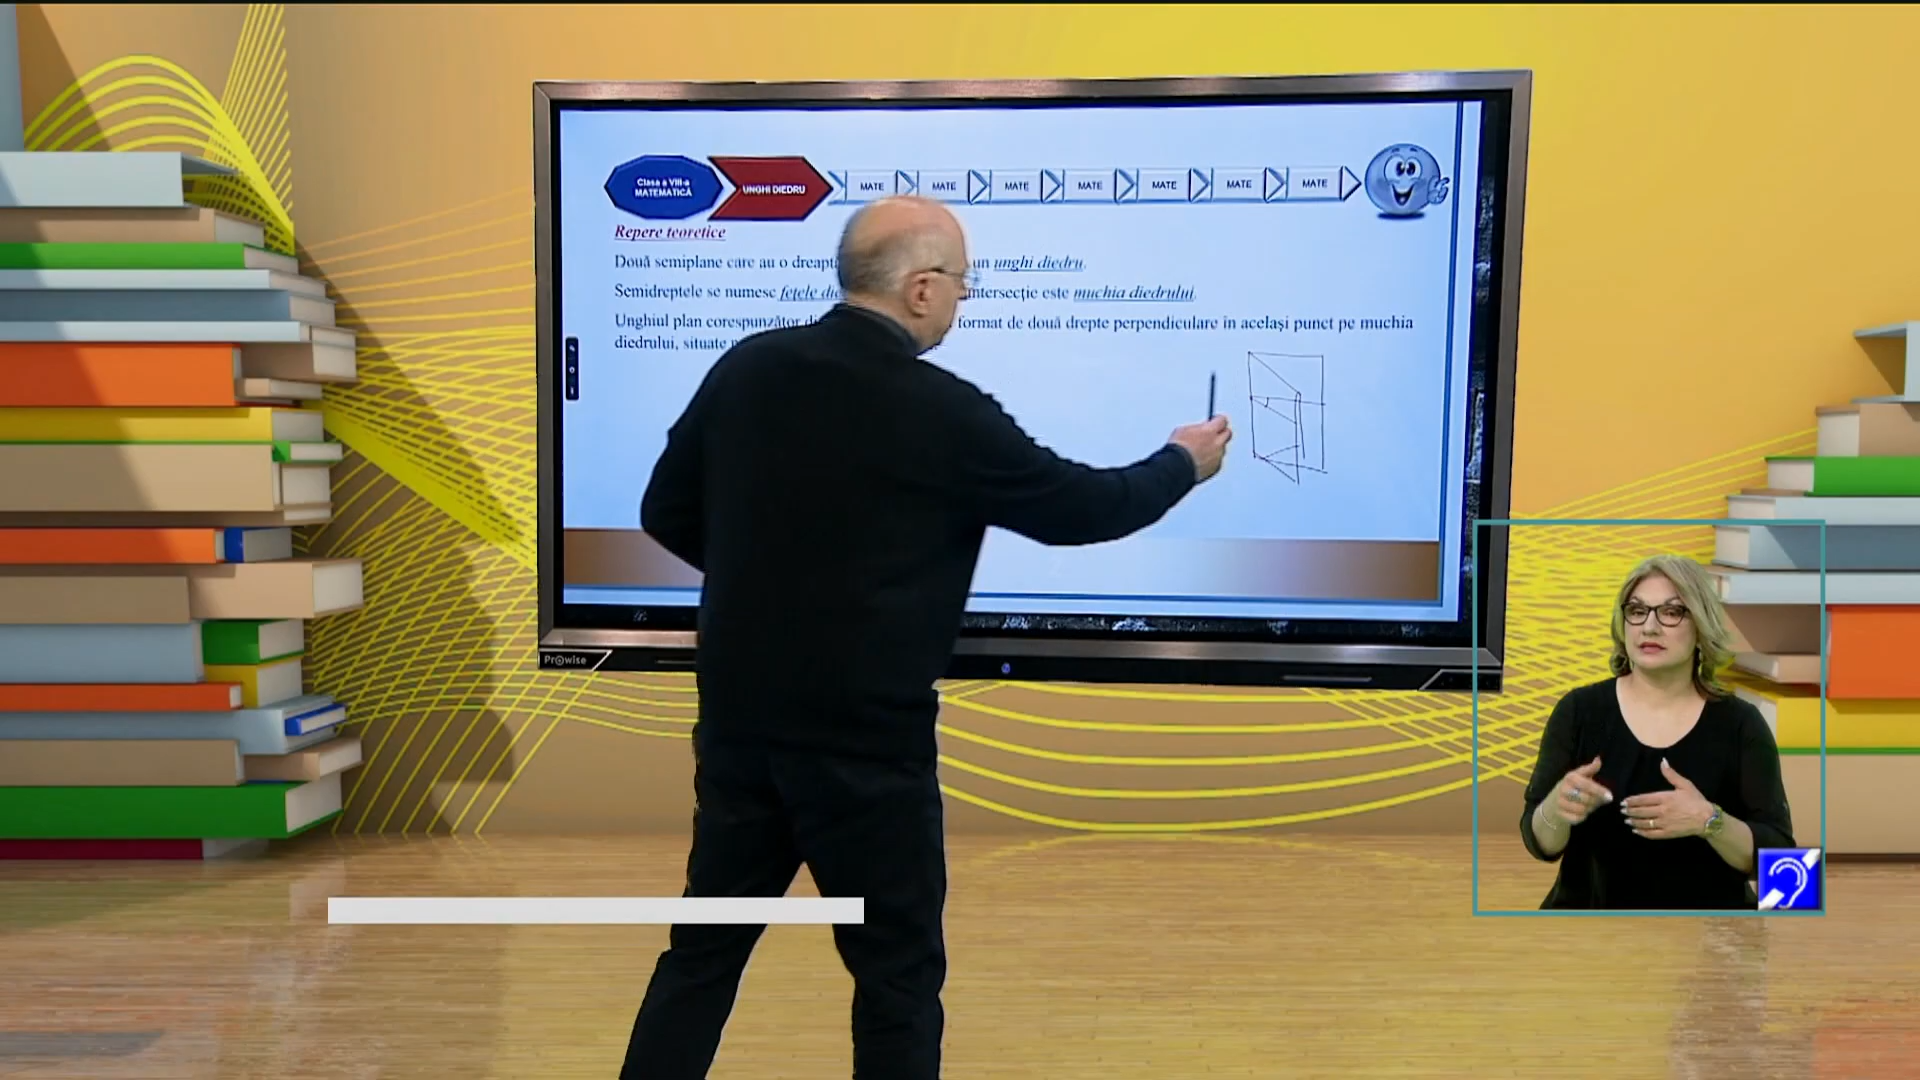 Clasa a VIII-a
MATEMATICĂ
UNGHI DIEDRU
MATE
MATE
MATE
MATE
MATE
MATE
MATE
Repere teoretice
Două semiplane care au o dreapt un unghi diedru.
Semidreptele se numesc fețele die intersecție este muchia diedrului.
Unghiul plan corespunzător di format de două drepte perpendiculare în același punct pe muchia
diedrului, situate
Prowise